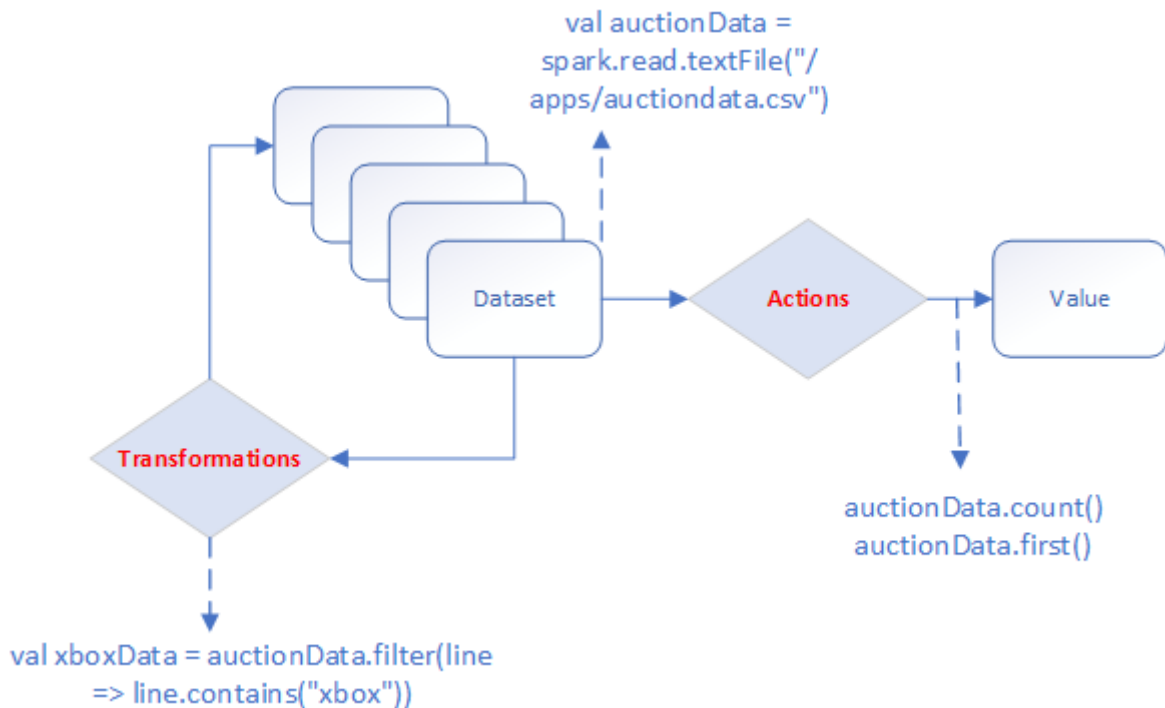 val auctionData =
spark.read.textFile("/
apps/auctiondata.csv")
Dataset
Actions
Value
Transformations
auctionData.count()
auctionData.first()
val xboxData = auctionData.filter(line
=> line.contains("xbox"))